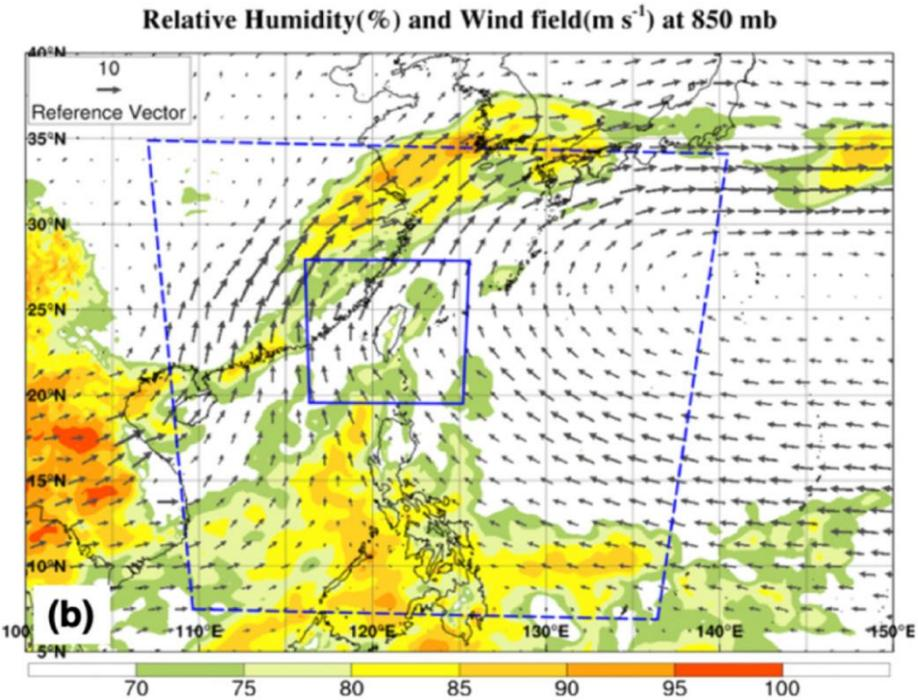 Relative Humidity(%) and Wind field(m s-1) at 850 mb
40°N
10
Reference Vector
35°N
30°N
25°N
20°N
15°N
10°N
(b)
100 110°E 120°E 130°E 140°E 150°E
5°N
70 75 80 85 90 95 100